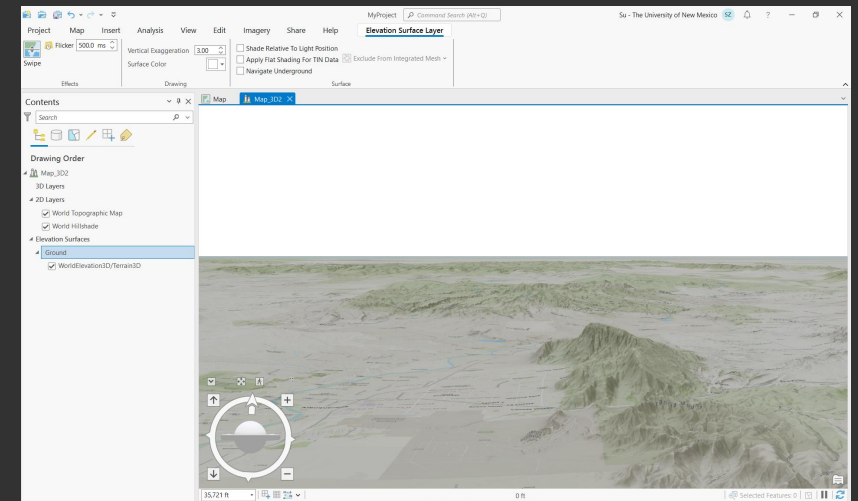 MyProject Command Search (Alt+Q) Su - The University of New Mexico SZ ?
Project Map Insert Analysis View Edit Imagery Share Help Elevation Surface Layer
Swipe
Flicker 500.0 ms
Effects
Vertical Exaggeration 3.00
Surface Color
Drawing
Shade Relative To Light Position
Apply Flat Shading For TIN Data Exclude From Integrated Mesh
Navigate Underground
Surface
Contents
Search
Drawing Order
Map_3D2
3D Layers
2D Layers
World Topographic Map
World Hillshade
Elevation Surfaces
Ground
WorldElevation3D/Terrain3D
Map Map_3D2
35,721 ft 0 ft Selected Features: 0